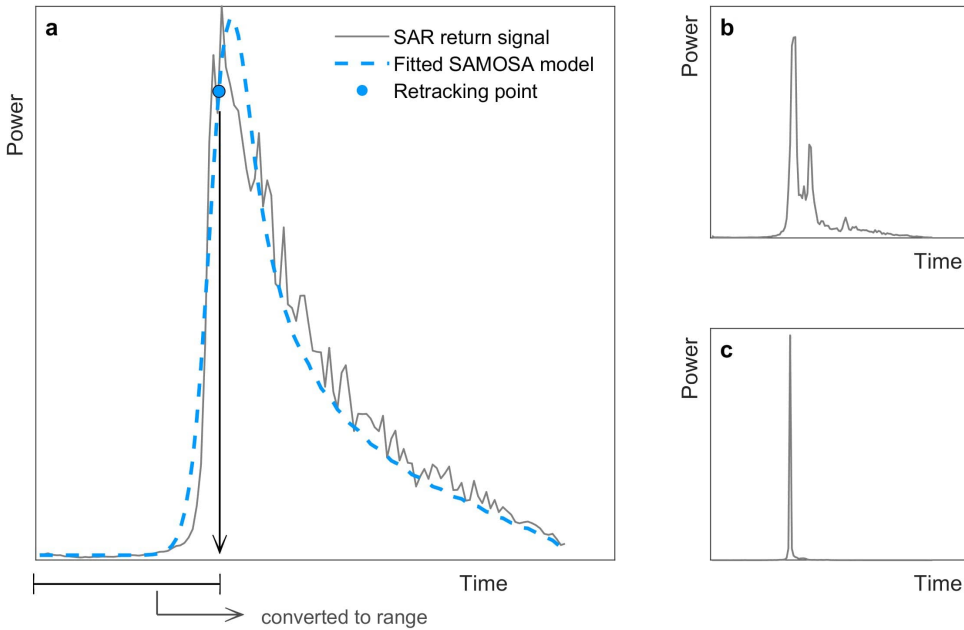 a
SAR return signal
Fitted SAMOSA model
Retracking point
Power
Time
converted to range
b
Power
Time
c
Power
Time